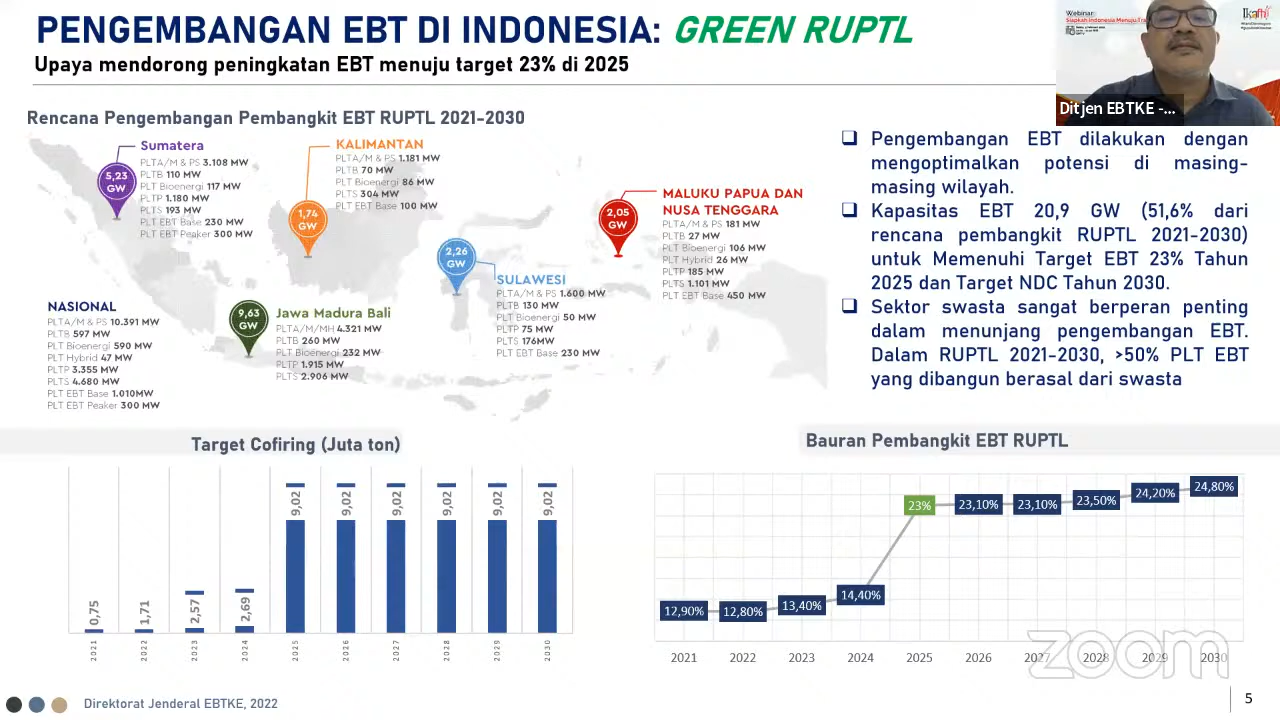 PENGEMBANGAN EBT DI INDONESIA: GREEN RUPTL
Upaya mendorong peningkatan EBT menuju target 23% di 2025
Webinar:
Ikafhi
Ditjen EBTKE -...
Rencana Pengembangan Pembangkit EBT RUPTL 2021-2030
Sumatera
PLTA/M & PS 3.108 MW
PLTB 110 MW
PLT Bioenergi 117 MW
PLTP 1.180 MW
PLTS 193 MW
PLT EBT Base 230 MW
PLT EBT Peaker 300 MW
5,23
GW
KALIMANTAN
PLTA/M & PS 1.181 MW
PLTB 70 MW
PLT Bioenergi 86 MW
PLTS 304 MW
PLT EBT Base 100 MW
1,74
GW
MALUKU PAPUA DAN
NUSA TENGGARA
PLTA/M & PS 181 MW
PLTB 27 MW
PLT Bioenergi 106 MW
PLT Hybrid 26 MW
PLTP 185 MW
PLTS 1.101 MW
PLT EBT Base 450 MW
2,05
GW
2,26
GW
SULAWESI
PLTA/M & PS 1.600 MW
PLTB 130 MW
PLT Bioenergi 50 MW
PLTP 75 MW
PLTS 176MW
PLT EBT Base 230 MW
NASIONAL
PLTA/M & PS 10.391 MW
PLTB 597 MW
PLT Bioenergi 590 MW
PLT Hybrid 47 MW
PLTP 3.355 MW
PLTS 4.680 MW
PLT EBT Base 1.010MW
PLT EBT Peaker 300 MW
9,63
GW
Jawa Madura Bali
PLTA/M/MH 4.321 MW
PLTB 260 MW
PLT Bioenergi 232 MW
PLTP 1.915 MW
PLTS 2.906 MW
Pengembangan EBT dilakukan dengan
mengoptimalkan potensi di masing-
masing wilayah.
Kapasitas EBT 20,9 GW (51,6% dari
rencana pembangkit RUPTL 2021-2030)
untuk Memenuhi Target EBT 23% Tahun
2025 dan Target NDC Tahun 2030.
Sektor swasta sangat berperan penting
dalam menunjang pengembangan EBT.
Dalam RUPTL 2021-2030, >50% PLT EBT
yang dibangun berasal dari swasta
Target Cofiring (Juta ton)
0,75 1,71 2,57 2,69 9,02 9,02 9,02 9,02 9,02 9,02
2021 2022 2023 2024 2025 2026 2027 2028 2029 2030
Bauran Pembangkit EBT RUPTL
12,90% 12,80% 13,40% 14,40% 23% 23,10% 23,10% 23,50% 24,20% 24,80%
2021 2022 2023 2024 2025 2026 2027 2028 2029 2030
zoom
Direktorat Jenderal EBTKE, 2022
5